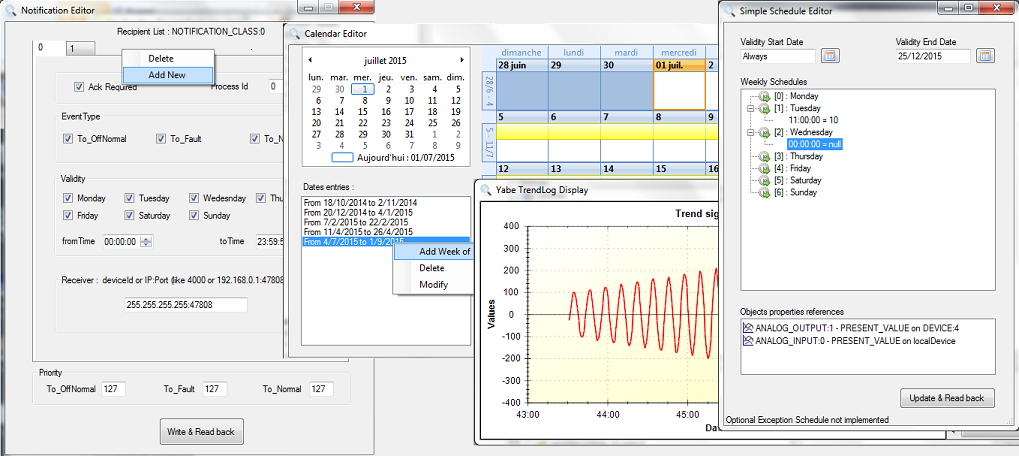 Notification Editor
Recipient List : NOTIFICATION_CLASS:0
0 1
Delete
Add New
Ack Required
Process Id 0
EventType
To_OffNormal To_Fault To_N
Validity
Monday Tuesday Wedesnday Thu
Friday Saturday Sunday
fromTime 00:00:00 toTime 23:59:5
Receiver : deviceId or IP:Port (like 4000 or 192.168.0.1:47808
255.255.255.255:47808
Priority
To_OffNormal 127 To_Fault 127 To_Normal 127
Write & Read back
Calendar Editor
juillet 2015
lun. mar. mer. jeu. ven. sam. dim.
29 30 1 2 3 4 5
6 7 8 9 10 11 12
13 14 15 16 17 18 19
20 21 22 23 24 25 26
27 28 29 30 31 1 2
3 4 5 6 7 8 9
Aujourd'hui : 01/07/2015
dimanche lundi mardi mercredi
28 juin 29 30 01 juil. 2
28/6 - 4
5 6 7 8 9
5 - 11/7
12 13 14 15 16
Dates entries :
From 18/10/2014 to 2/11/2014
From 20/12/2014 to 4/1/2015
From 7/2/2015 to 22/2/2015
From 11/4/2015 to 26/4/2015
From 4/7/2015 to 1/9/2015
Add Week of
Delete
Modify
Yabe TrendLog Display
Trend sig
Values
400
300
200
100
0
-100
-200
-300
-400
43:00 44:00 45:00
Da
Simple Schedule Editor
Validity Start Date Validity End Date
Always 25/12/2015
Weekly Schedules
[0] : Monday
[1] : Tuesday
11:00:00 = 10
[2] : Wednesday
00:00:00 = null
[3] : Thursday
[4] : Friday
[5] : Saturday
[6] : Sunday
Objects properties references
ANALOG_OUTPUT:1 - PRESENT_VALUE on DEVICE:4
ANALOG_INPUT:0 - PRESENT_VALUE on localDevice
Update & Read back
Optional Exception Schedule not implemented